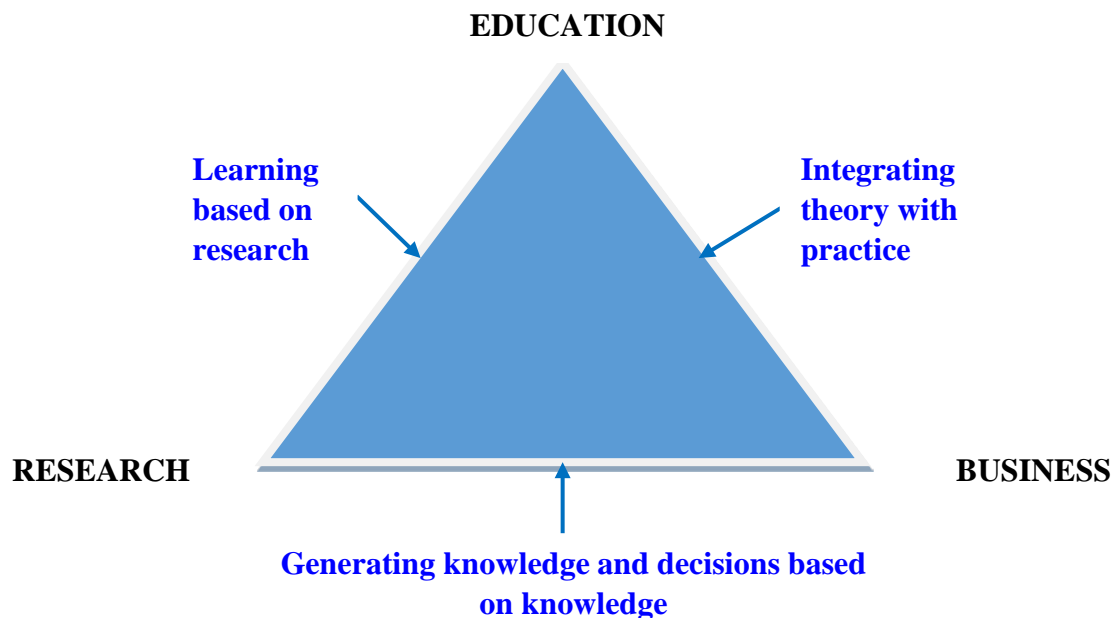 EDUCATION
Learning
based on
research
Integrating
theory with
practice
RESEARCH
BUSINESS
Generating knowledge and decisions based
on knowledge